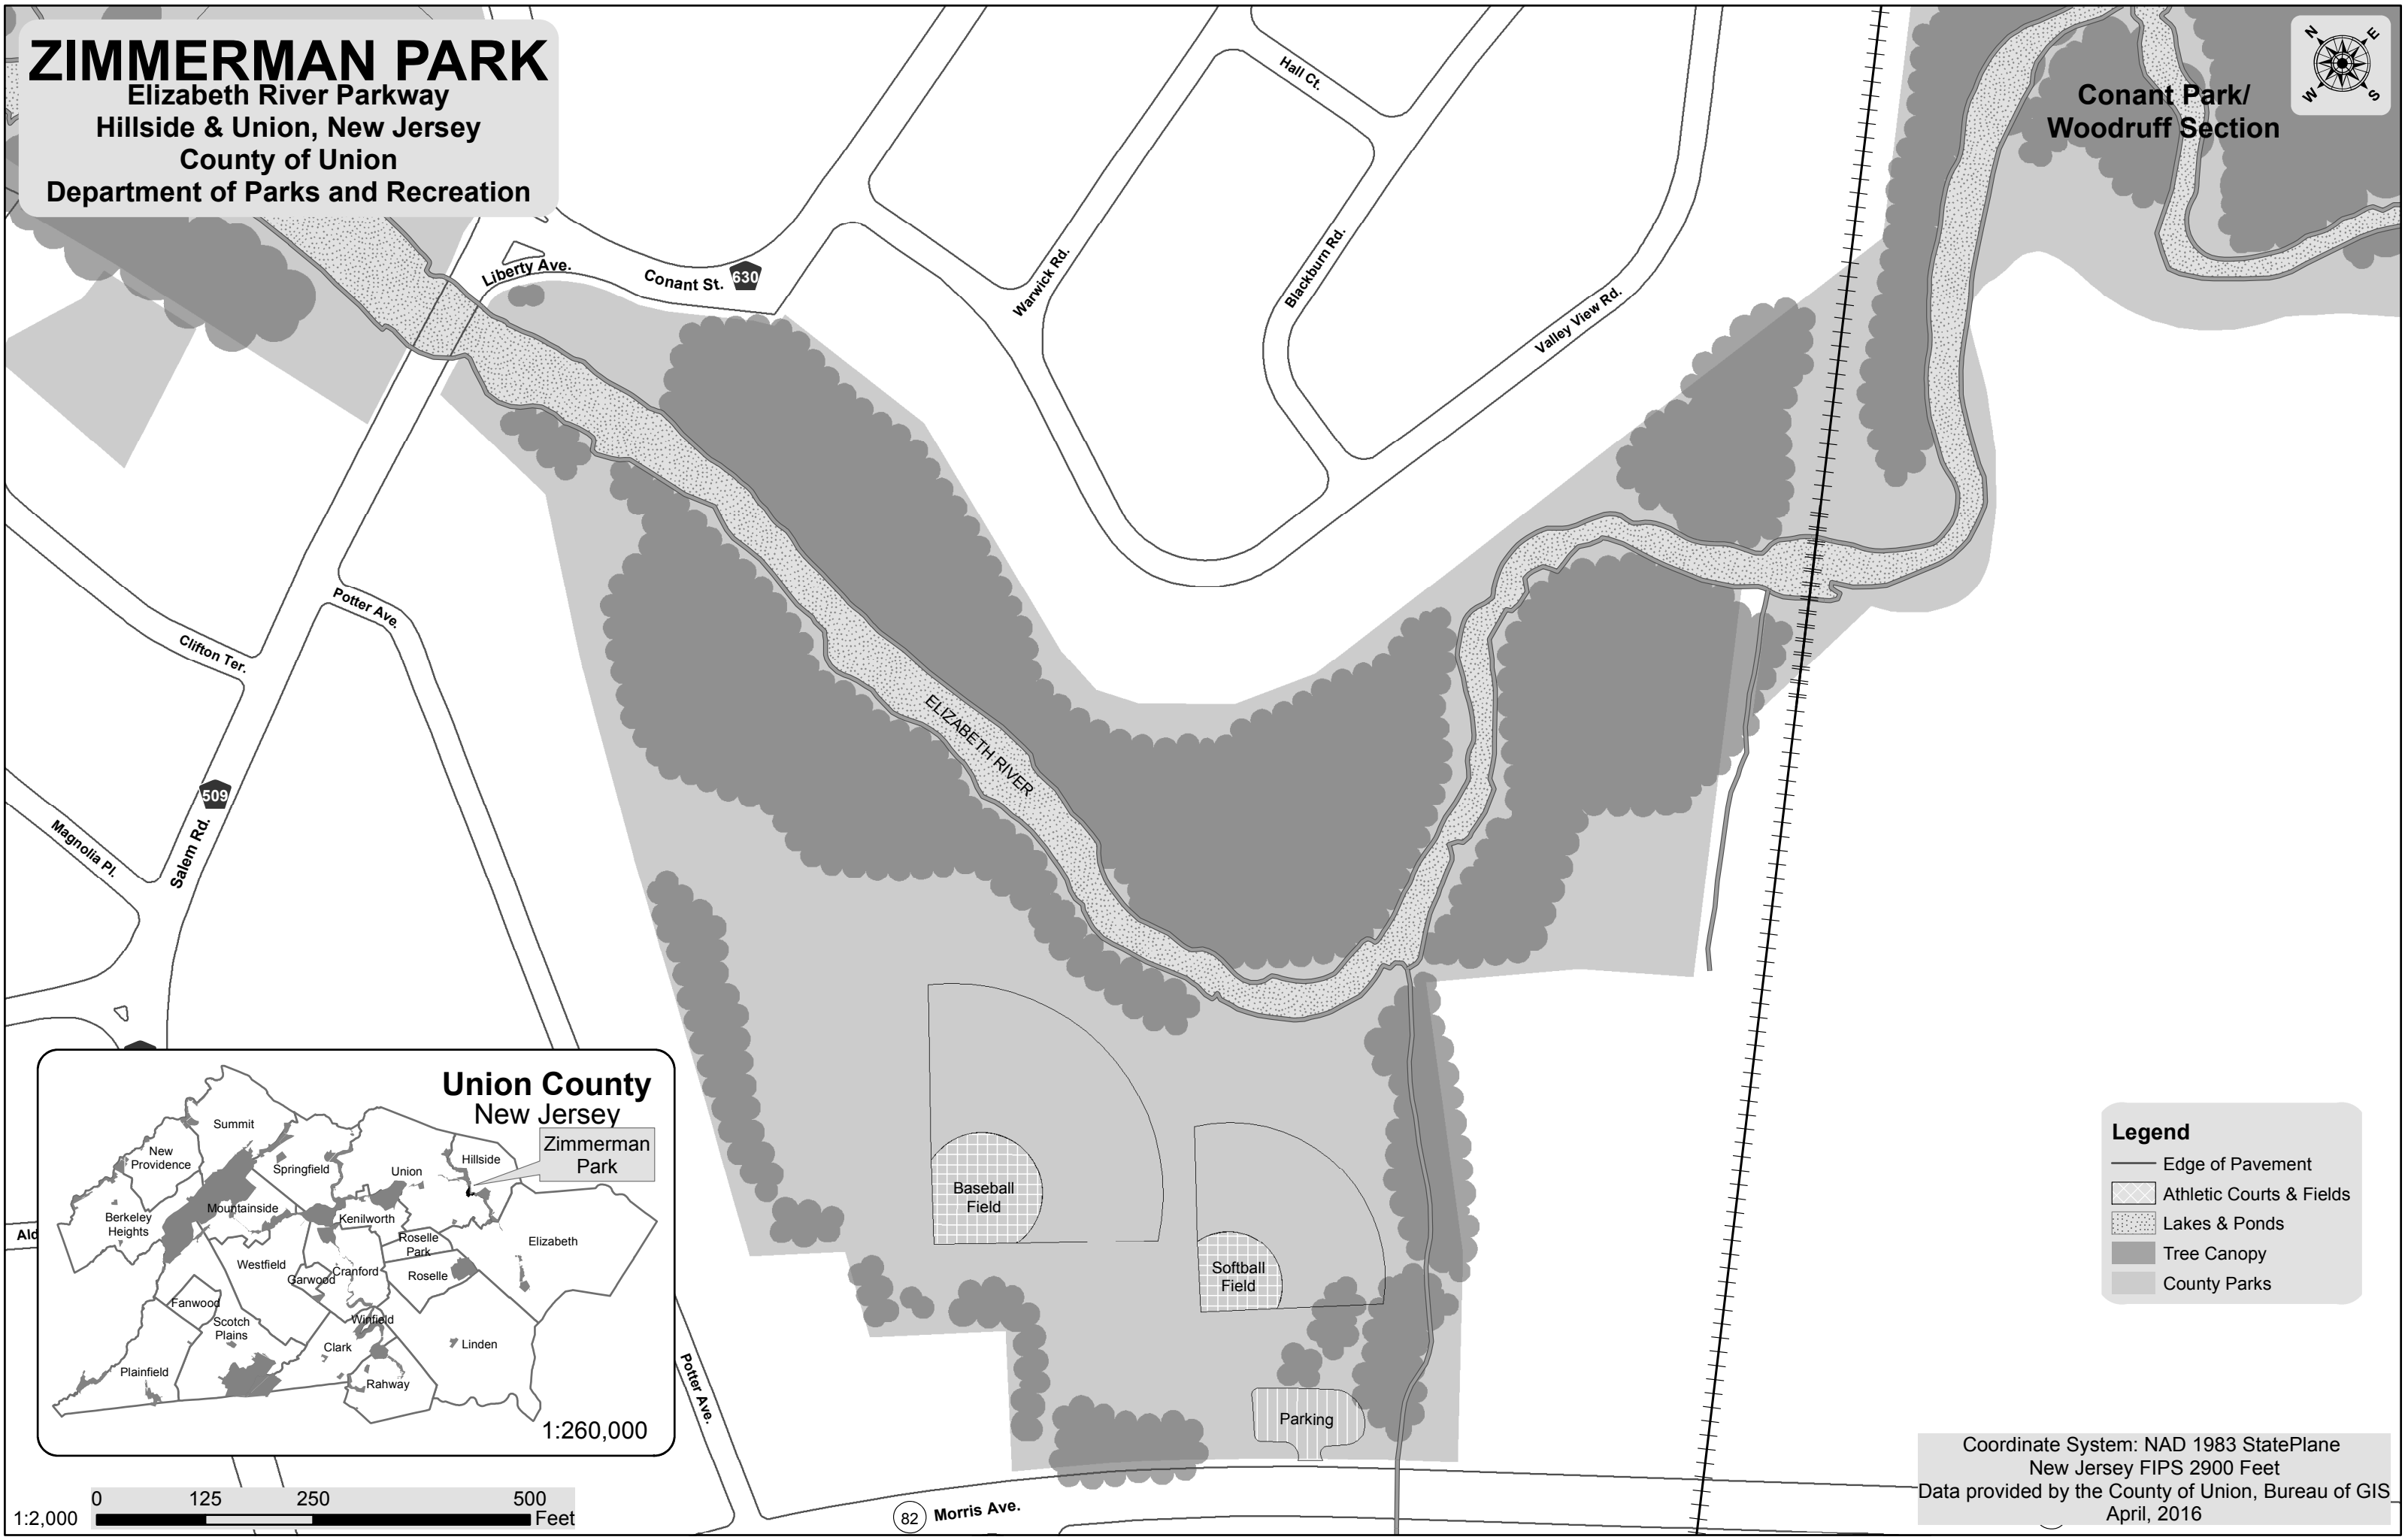 ZIMMERMAN PARK
Elizabeth River Parkway
Hillside & Union, New Jersey
County of Union
Department of Parks and Recreation
N
E
W
S
Conant Park/
Woodruff Section
Hall Ct.
Liberty Ave.
Conant St.
630
Warwick Rd.
Blackburn Rd.
Valley View Rd.
Potter Ave.
Clifton Ter.
ELIZABETH RIVER
509
Salem Rd.
Magnolia Pl.
Ald
Baseball
Field
Softball
Field
Parking
Potter Ave.
82
Morris Ave.
Union County
New Jersey
Zimmerman
Park
Summit
New
Providence
Springfield
Union
Hillside
Berkeley
Heights
Mountainside
Kenilworth
Roselle
Park
Elizabeth
Westfield
Garwood
Cranford
Roselle
Fanwood
Scotch
Plains
Winfield
Clark
Linden
Plainfield
Rahway
1:260,000
0
125
250
500
1:2,000
Feet
Legend
Edge of Pavement
Athletic Courts & Fields
Lakes & Ponds
Tree Canopy
County Parks
Coordinate System: NAD 1983 StatePlane
New Jersey FIPS 2900 Feet
Data provided by the County of Union, Bureau of GIS
April, 2016